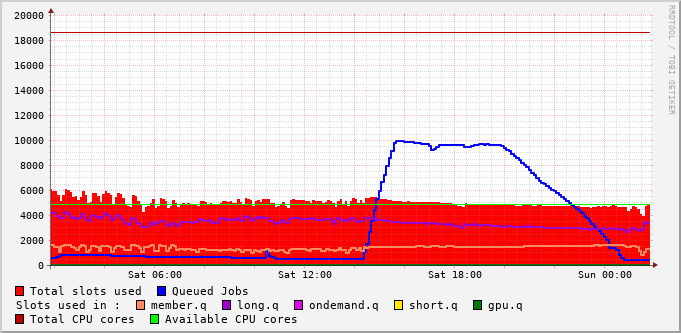 RRDTOOL / TOBI OETIKER
20000
18000
16000
14000
12000
10000
8000
6000
4000
2000
0
Sat 06:00 Sat 12:00 Sat 18:00 Sun 00:00
Total slots used Queued Jobs
Slots used in : member.q long.q ondemand.q short.q gpu.q
Total CPU cores Available CPU cores